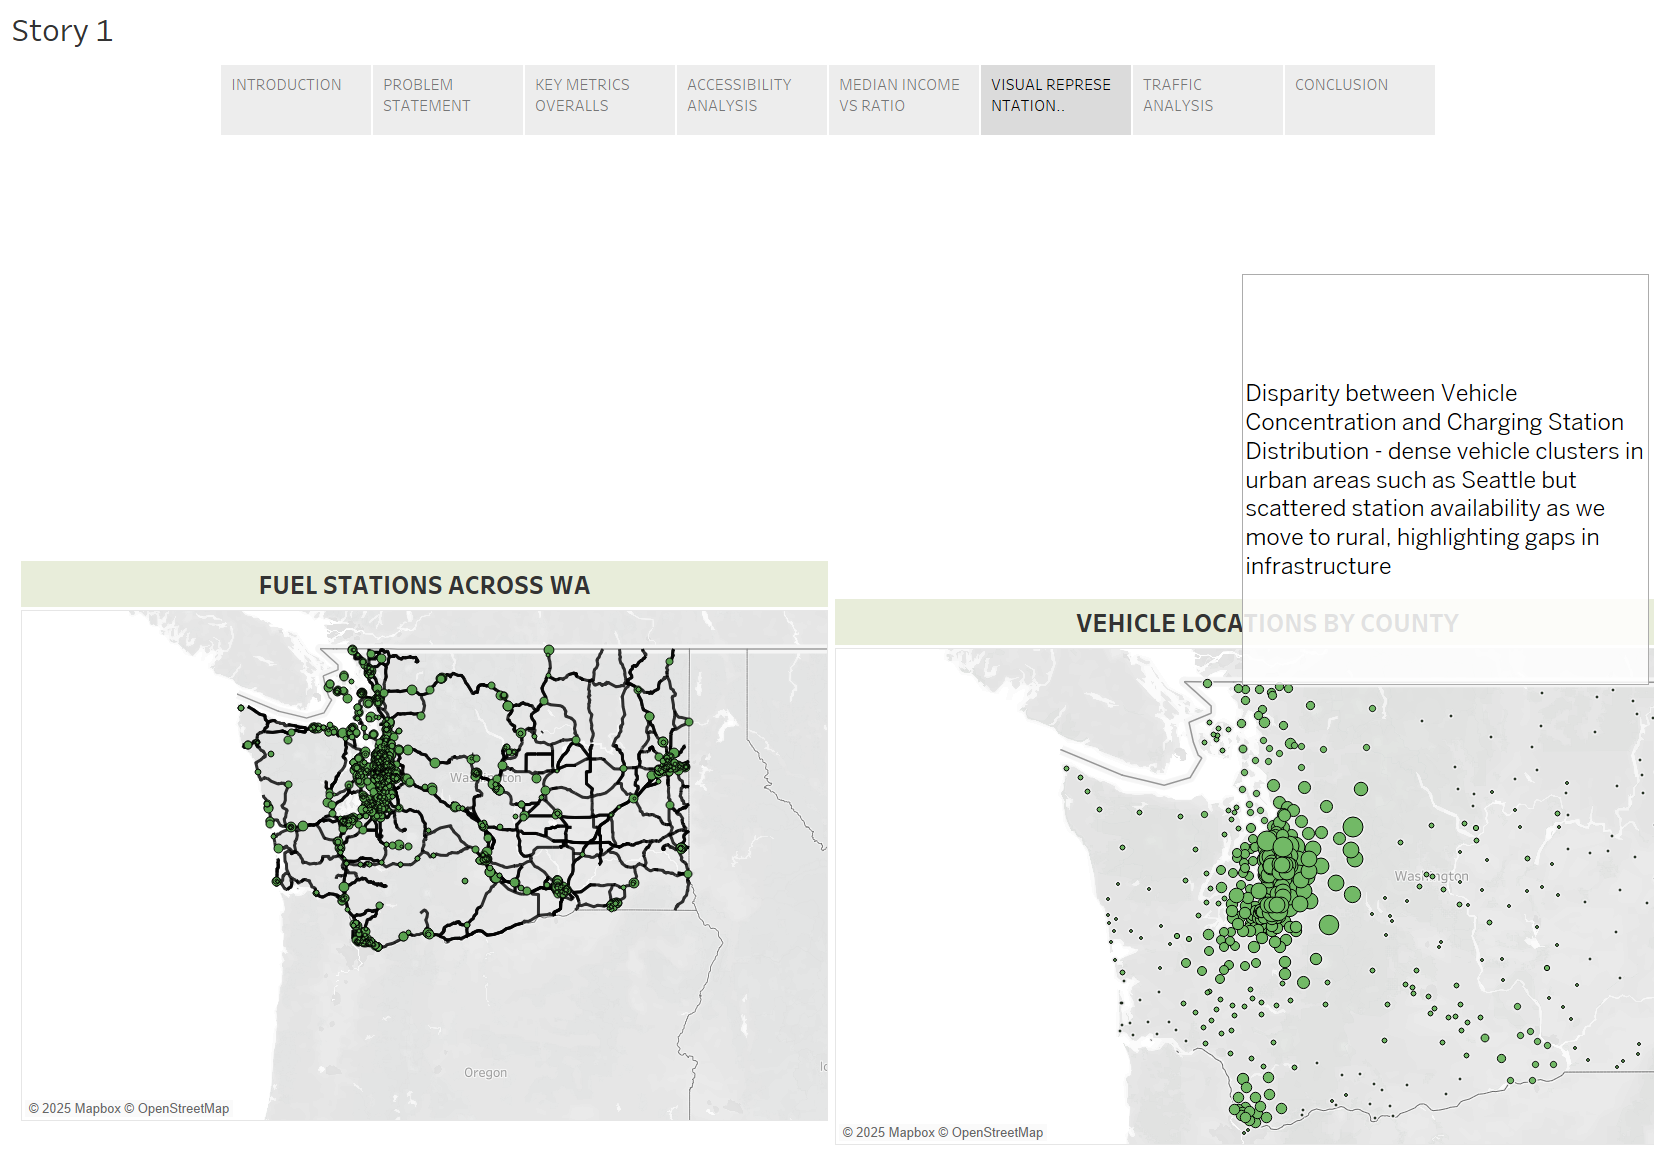 Story 1
INTRODUCTION
PROBLEM
STATEMENT
KEY METRICS
OVERALLS
ACCESSIBILITY
ANALYSIS
MEDIAN INCOME
VS RATIO
VISUAL REPRESE
NTATION..
TRAFFIC
ANALYSIS
CONCLUSION
Disparity between Vehicle
Concentration and Charging Station
Distribution - dense vehicle clusters in
urban areas such as Seattle but
scattered station availability as we
move to rural, highlighting gaps in
infrastructure
FUEL STATIONS ACROSS WA
Washington
Oregon
© 2025 Mapbox © OpenStreetMap
VEHICLE LOCATIONS BY COUNTY
Washington
© 2025 Mapbox © OpenStreetMap